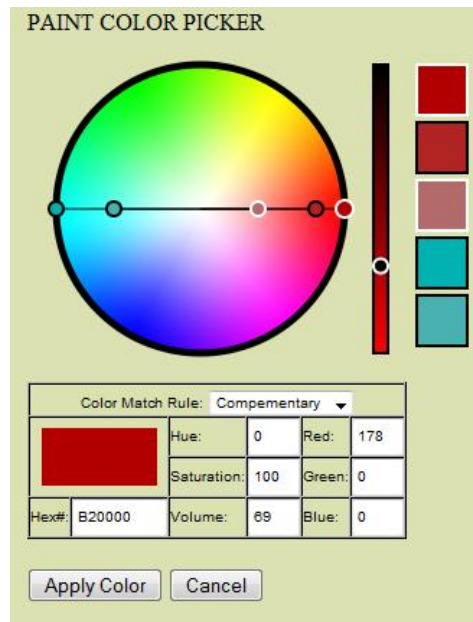 PAINT COLOR PICKER
Color Match Rule: Compementary
Hue: 0 Red: 178
Saturation: 100 Green: 0
Hex#: B20000 Volume: 69 Blue: 0
Apply Color Cancel